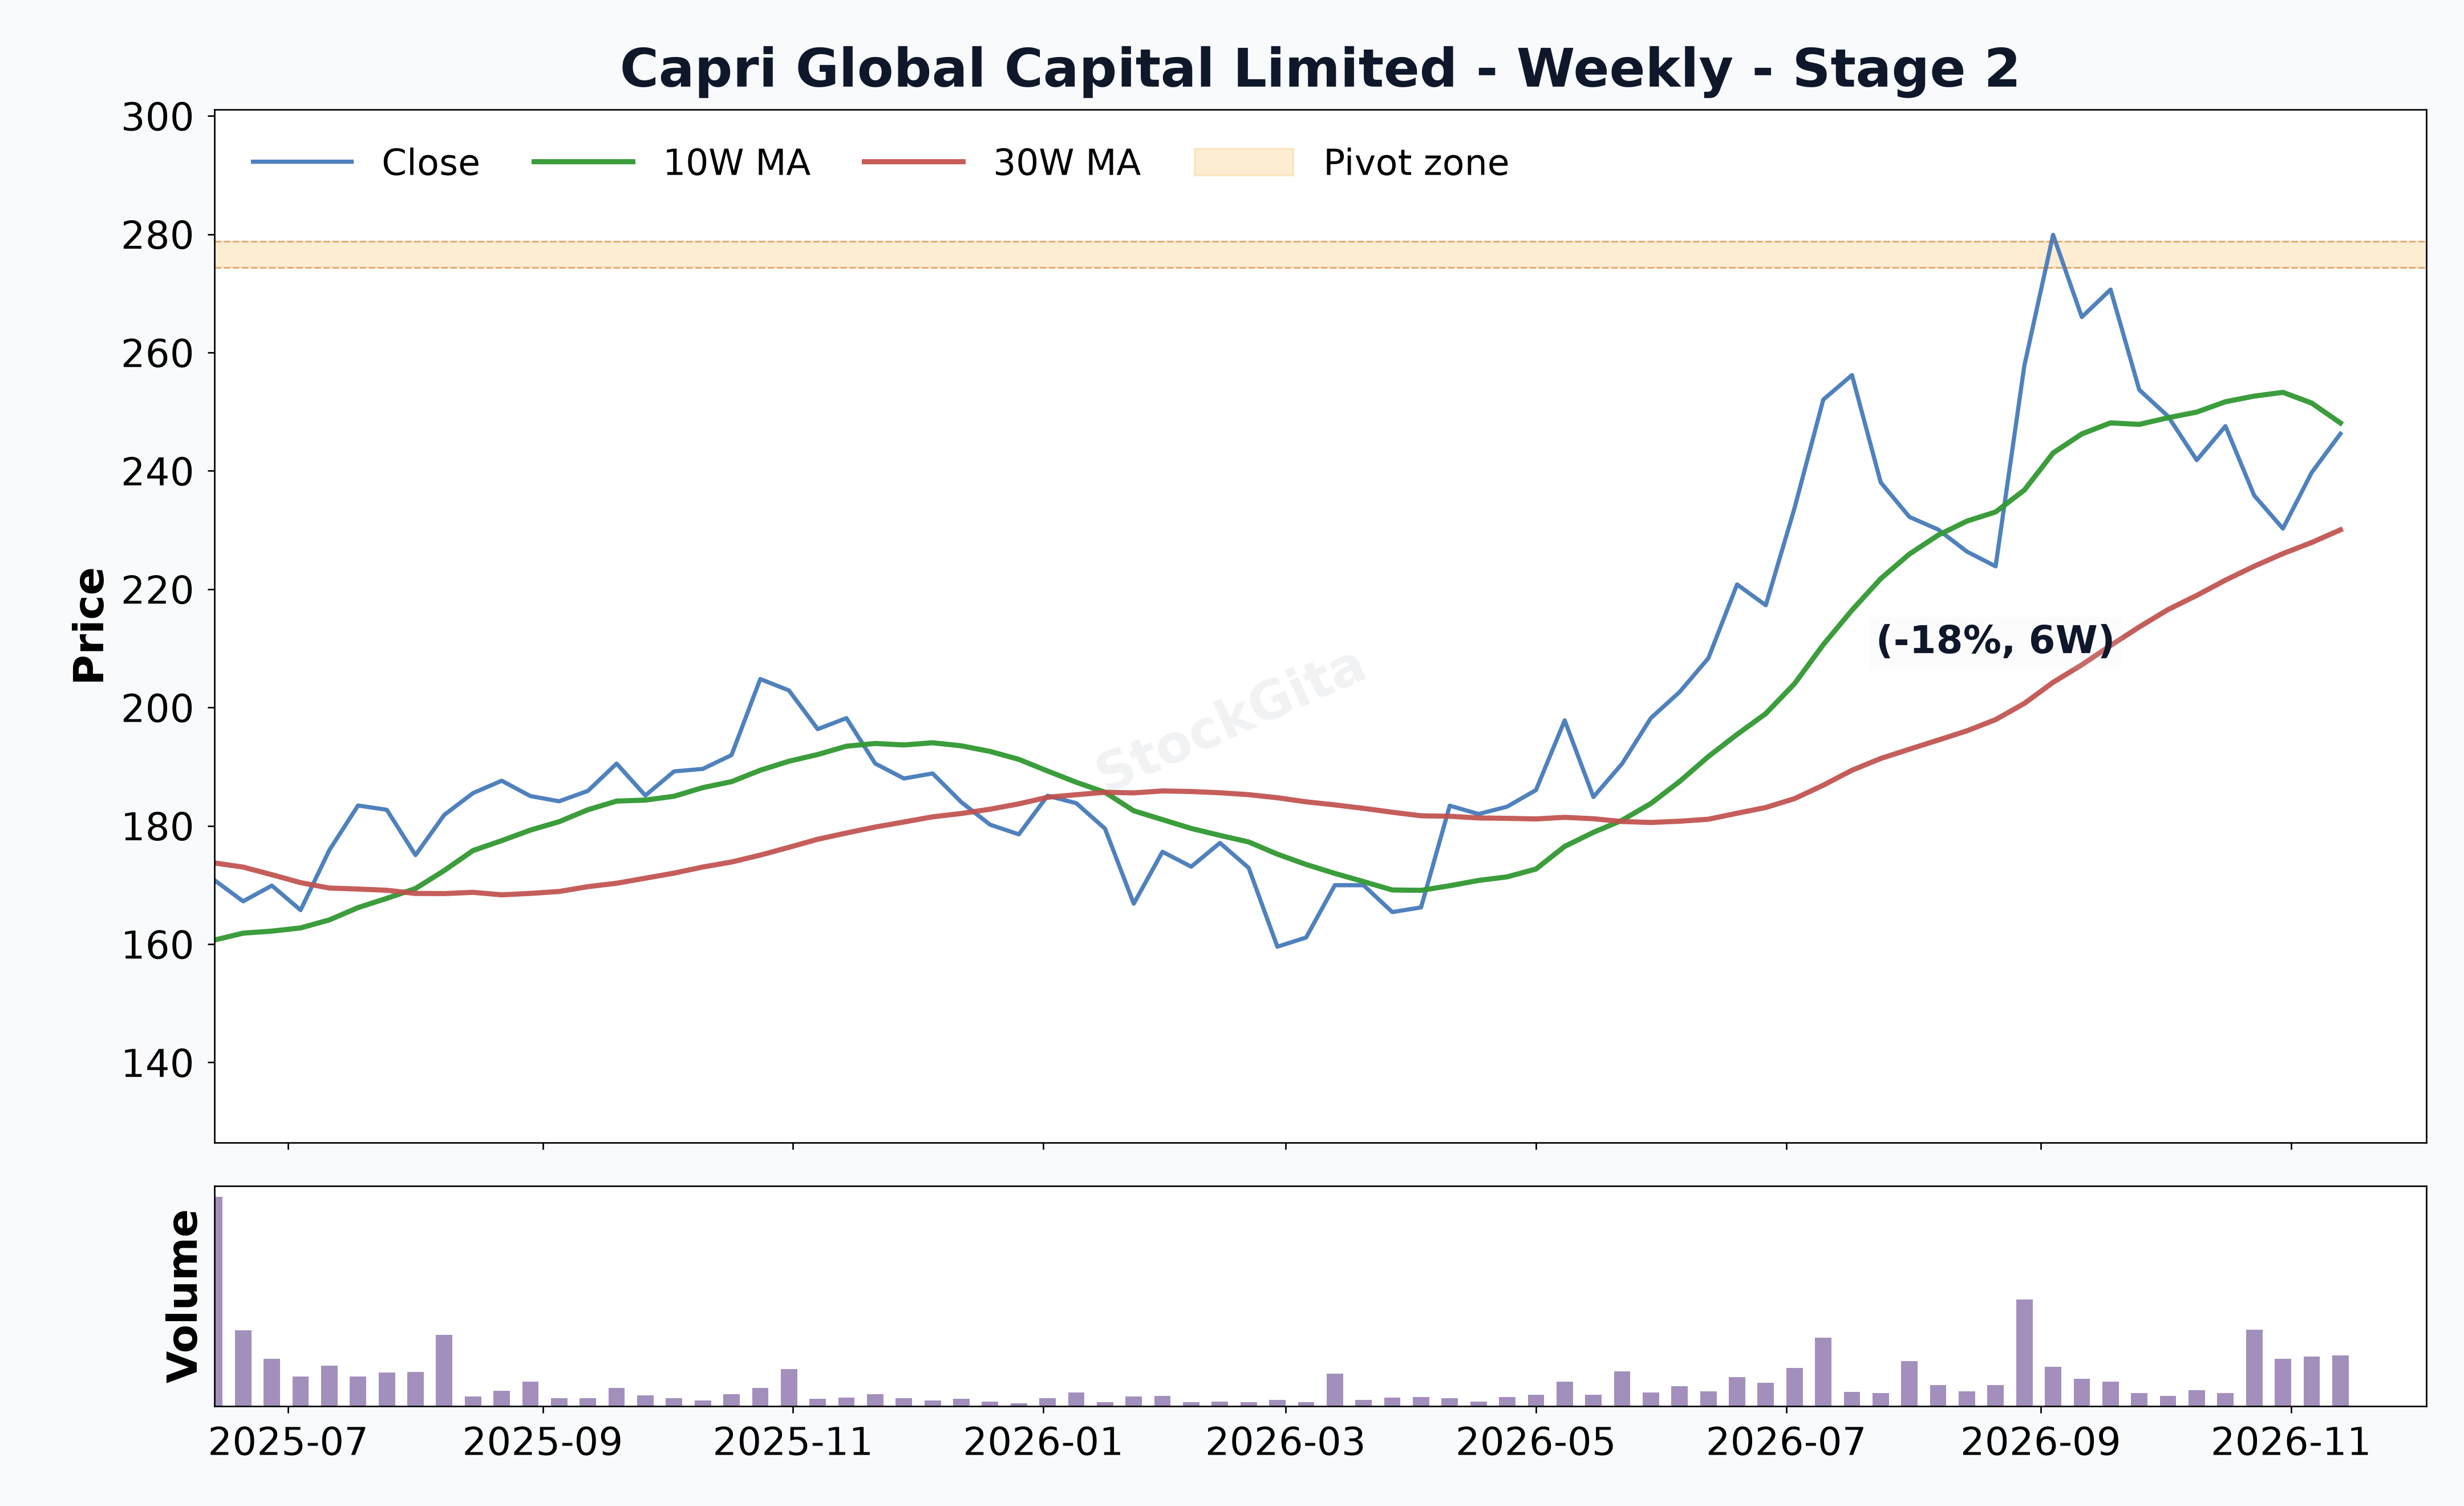 Capri Global Capital Limited - Weekly - Stage 2
Close
10W MA
30W MA
Pivot zone
Price
300
280
260
240
220
200
180
160
140
(-18%, 6W)
StockGita
Volume
2025-07
2025-09
2025-11
2026-01
2026-03
2026-05
2026-07
2026-09
2026-11